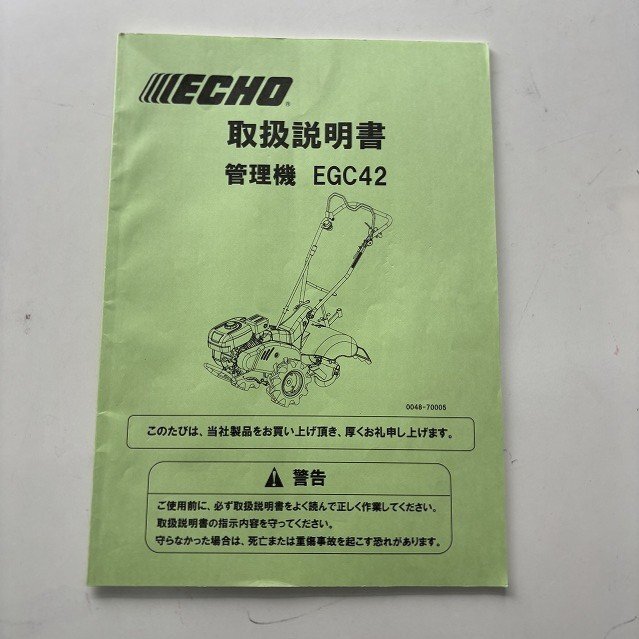 ECHO®
取扱説明書
管理機 EGC42
0048-70005
このたびは、当社製品をお買い上げ頂き、厚くお礼申し上げます。
警告
ご使用前に、必ず取扱説明書をよく読んで正しく作業してください。
取扱説明書の指示内容を守ってください。
守らなかった場合は、死亡または重傷事故を起こす恐れがあります。